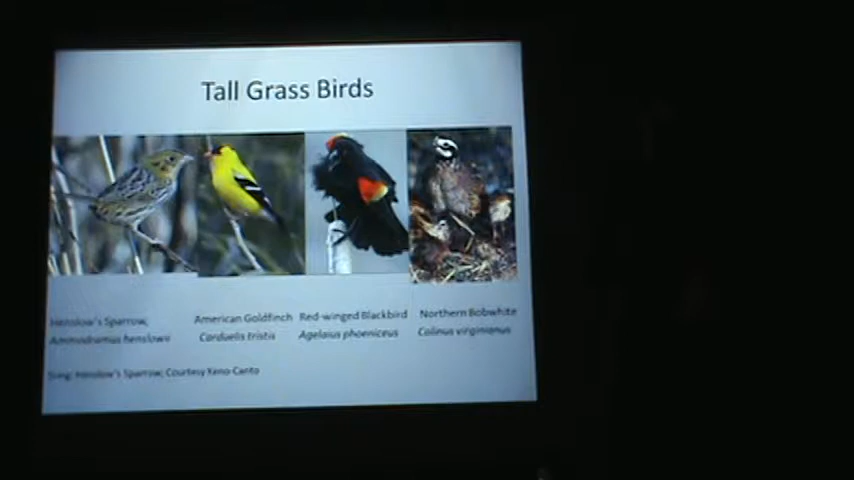 Tall Grass Birds
Henslow's Sparrow, American Goldfinch Red-winged Blackbird Northern Bobwhite
Ammodramus henslowii Carduelis tristis Agelaius phoeniceus Colinus virginianus
Song: Henslow's Sparrow; Courtesy Xeno-Canto